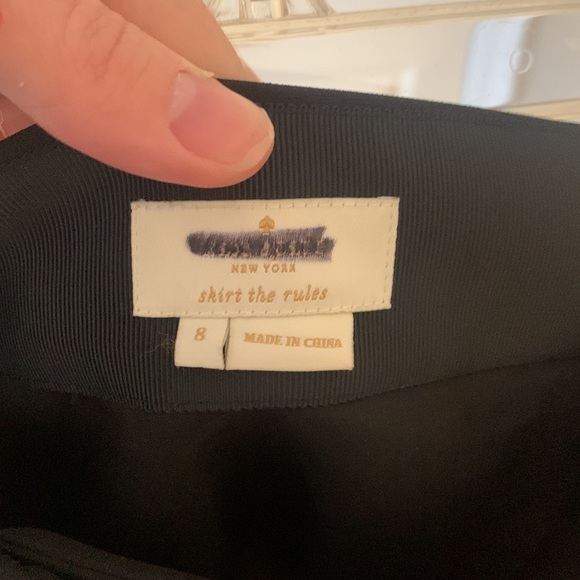 NEW YORK
skirt the rules
8
MADE IN CHINA